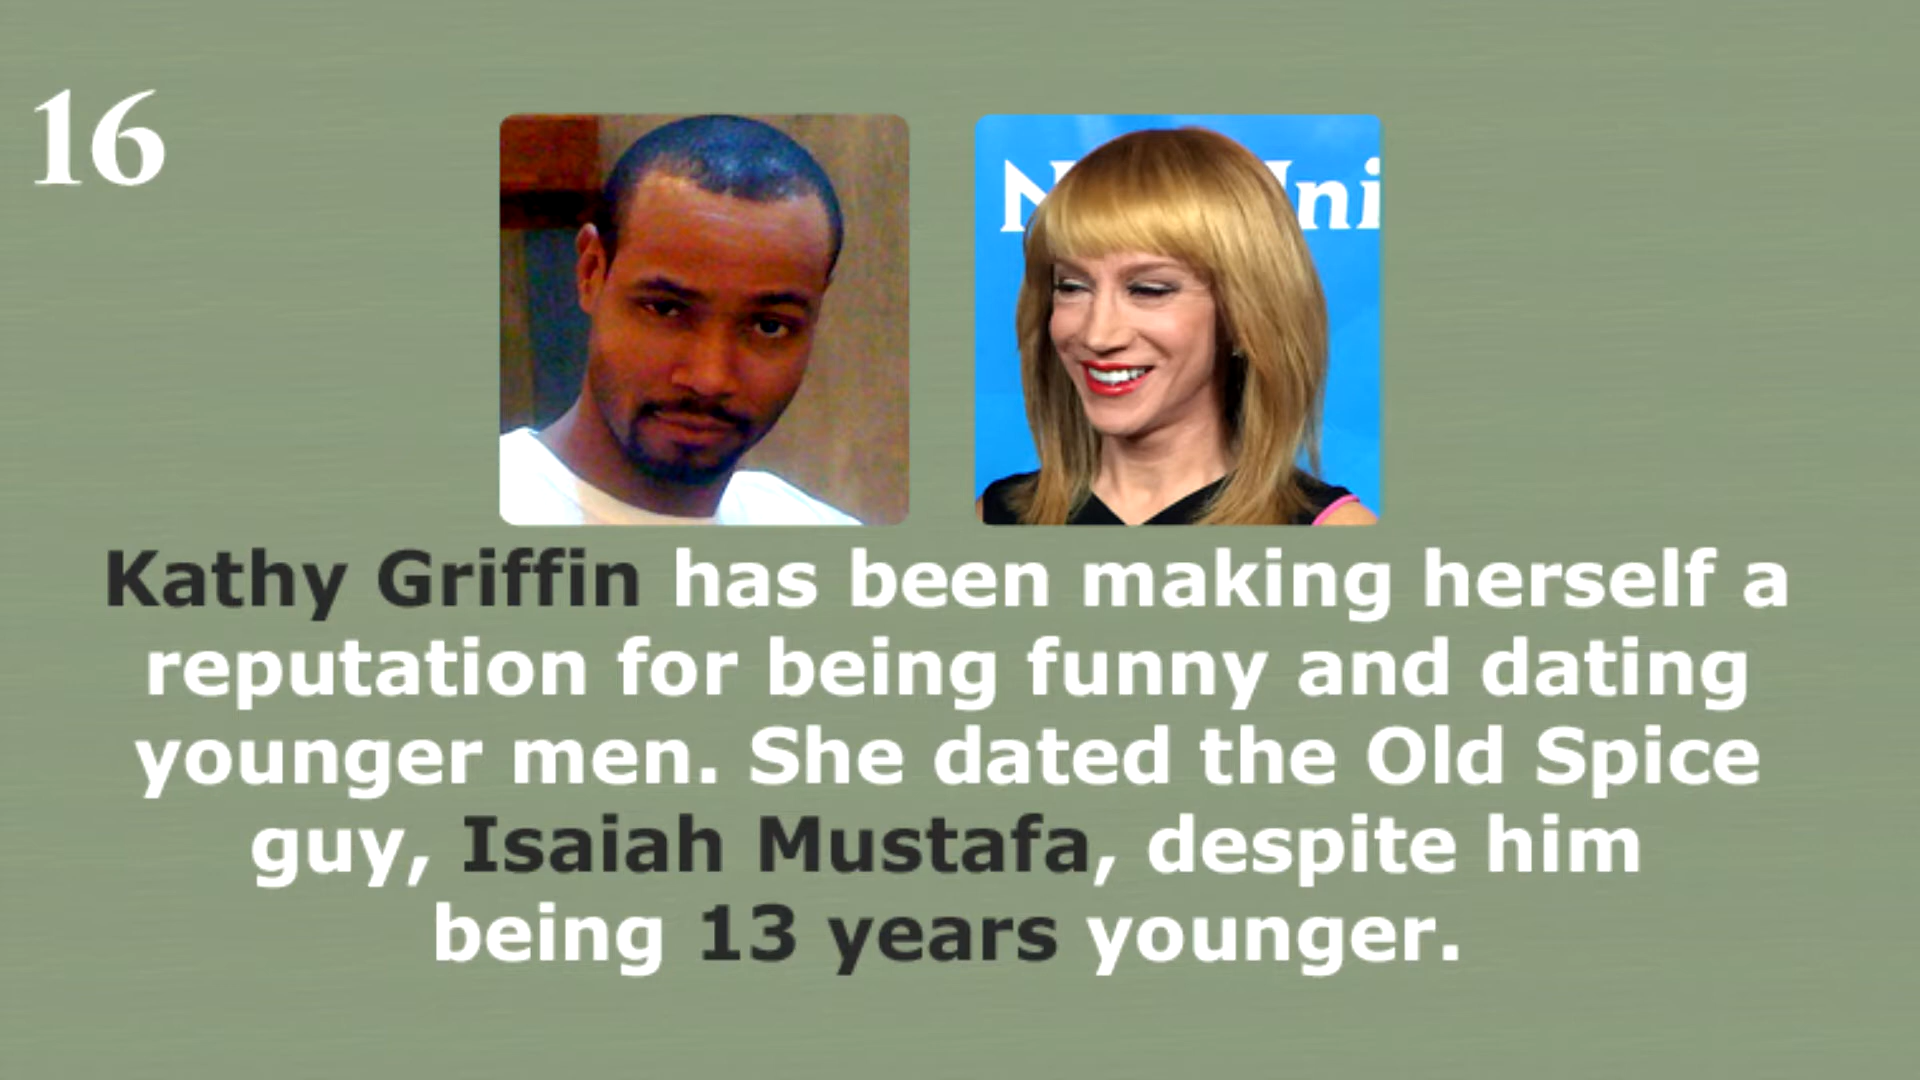 16
N ni
Kathy Griffin has been making herself a
reputation for being funny and dating
younger men. She dated the Old Spice
guy, Isaiah Mustafa, despite him
being 13 years younger.